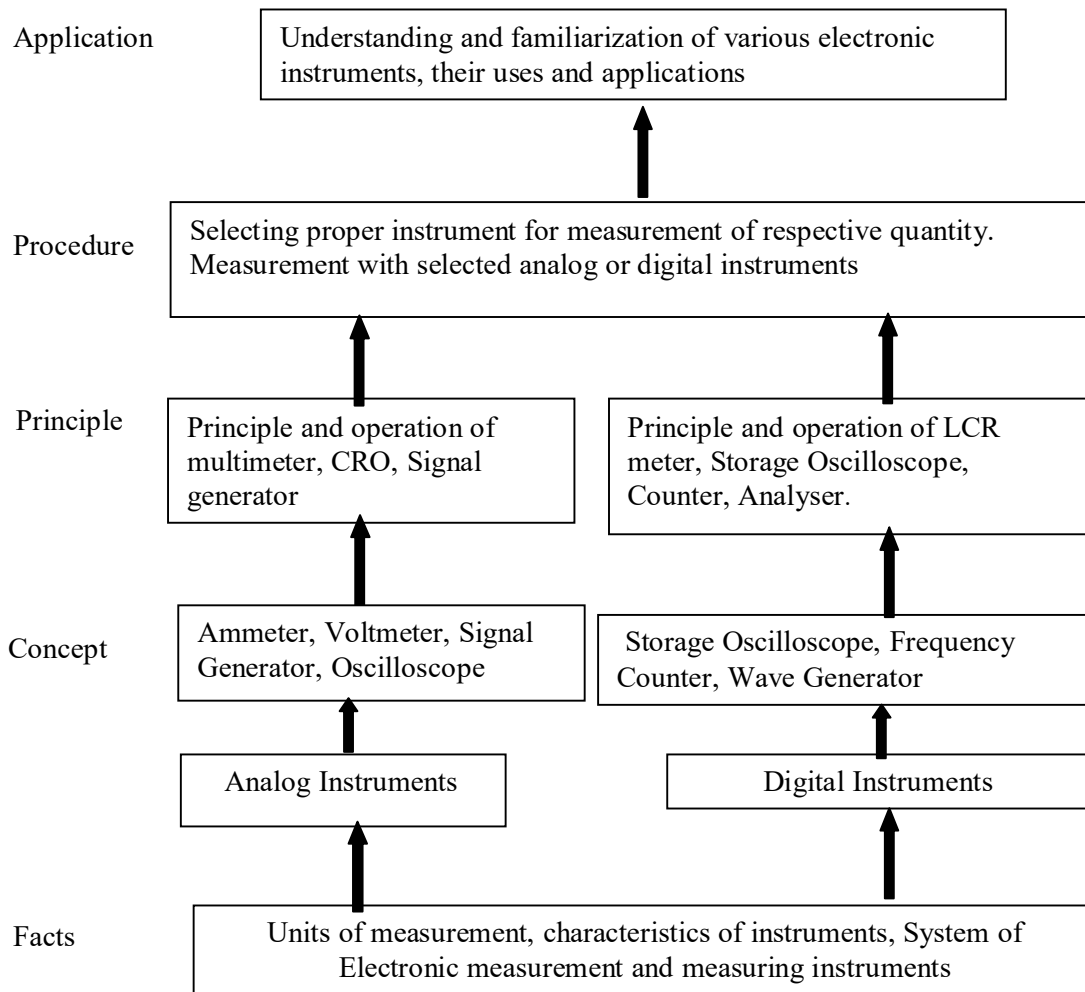 Application
Understanding and familiarization of various electronic
instruments, their uses and applications
Procedure
Selecting proper instrument for measurement of respective quantity.
Measurement with selected analog or digital instruments
Principle
Principle and operation of
multimeter, CRO, Signal
generator
Principle and operation of LCR
meter, Storage Oscilloscope,
Counter, Analyser.
Concept
Ammeter, Voltmeter, Signal
Generator, Oscilloscope
Storage Oscilloscope, Frequency
Counter, Wave Generator
Analog Instruments
Digital Instruments
Facts
Units of measurement, characteristics of instruments, System of
Electronic measurement and measuring instruments